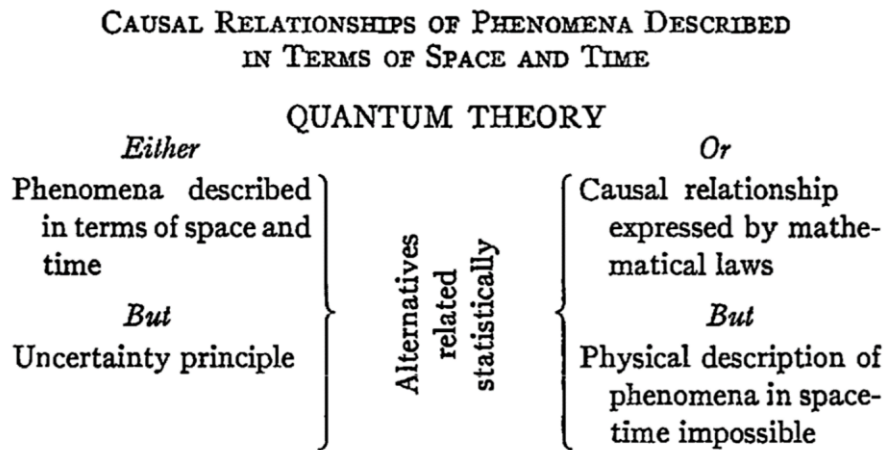 CAUSAL RELATIONSHIPS OF PHENOMENA DESCRIBED
IN TERMS OF SPACE AND TIME
QUANTUM THEORY
Either
Phenomena described
in terms of space and
time
But
Uncertainty principle
Alternatives
related
statistically
Or
Causal relationship
expressed by mathe-
matical laws
But
Physical description of
phenomena in space-
time impossible